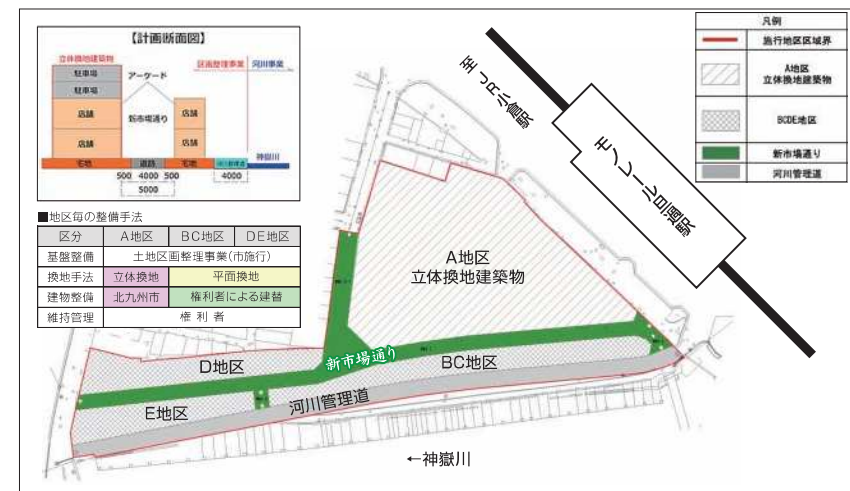 【計画断面図】
立体換地建築物
区画整理事業
河川事業
駐車場
アーケード
駐車場
店舗
新市場通り
店舗
店舗
店舗
神嶽川
宅地
道路
宅地
500 4000 500
4000
5000
■地区毎の整備手法
区分 A地区 BC地区 DE地区
基盤整備 土地区画整理事業(市施行)
換地手法 立体換地 平面換地
建物整備 北九州市 権利者による建替
維持管理 権利者
至JR小倉駅
モノレール旦過駅
凡例
施行地区区域界
A地区
立体換地建築物
BCDE地区
新市場通り
河川管理道
A地区
立体換地建築物
新市場通り
D地区
BC地区
E地区
河川管理道
←神嶽川